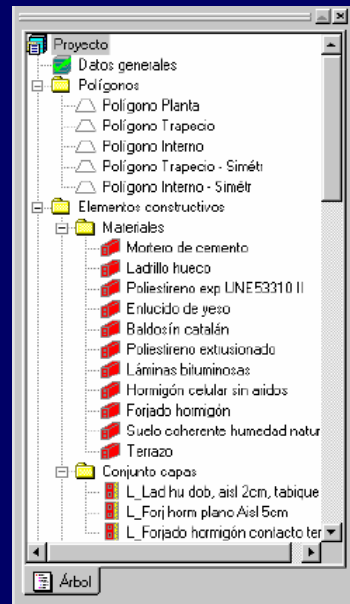 Proyecto
Datos generales
Polígonos
Polígono Planta
Polígono Trapecio
Polígono Interno
Polígono Trapecio - Simétr
Polígono Interno - Simétr
Elementos constructivos
Materiales
Mortero de cemento
Ladrillo hueco
Poliestireno exp UNE53310 II
Enlucido de yeso
Baldosín catalán
Poliestireno extrusionado
Láminas bituminosas
Hormigón celular sin aridos
Forjado hormigón
Suelo coherente humedad natur
Terrazo
Conjunto capas
L_Lad hu dob, aisl 2cm, tabique
L_Forj horm plano Aisl 5cm
L_Forjado hormigón contacto ter
Árbol